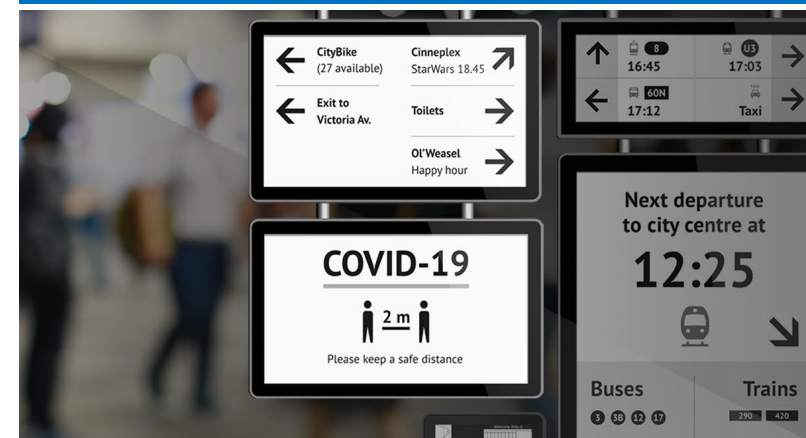 CityBike
(27 available)
Cinneplex
StarWars 18.45
Exit to
Victoria Av.
Toilets
Ol'Weasel
Happy hour
COVID-19
2 m
Please keep a safe distance
8
16:45
U3
17:03
60N
17:12
Taxi
Next departure
to city centre at
12:25
Buses
3 3B 12 17
Trains
290 420